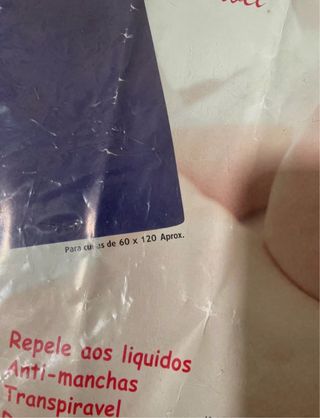 Para cunas de 60 x 120 Aprox.
Repele aos liquidos
Anti-manchas
Transpiravel